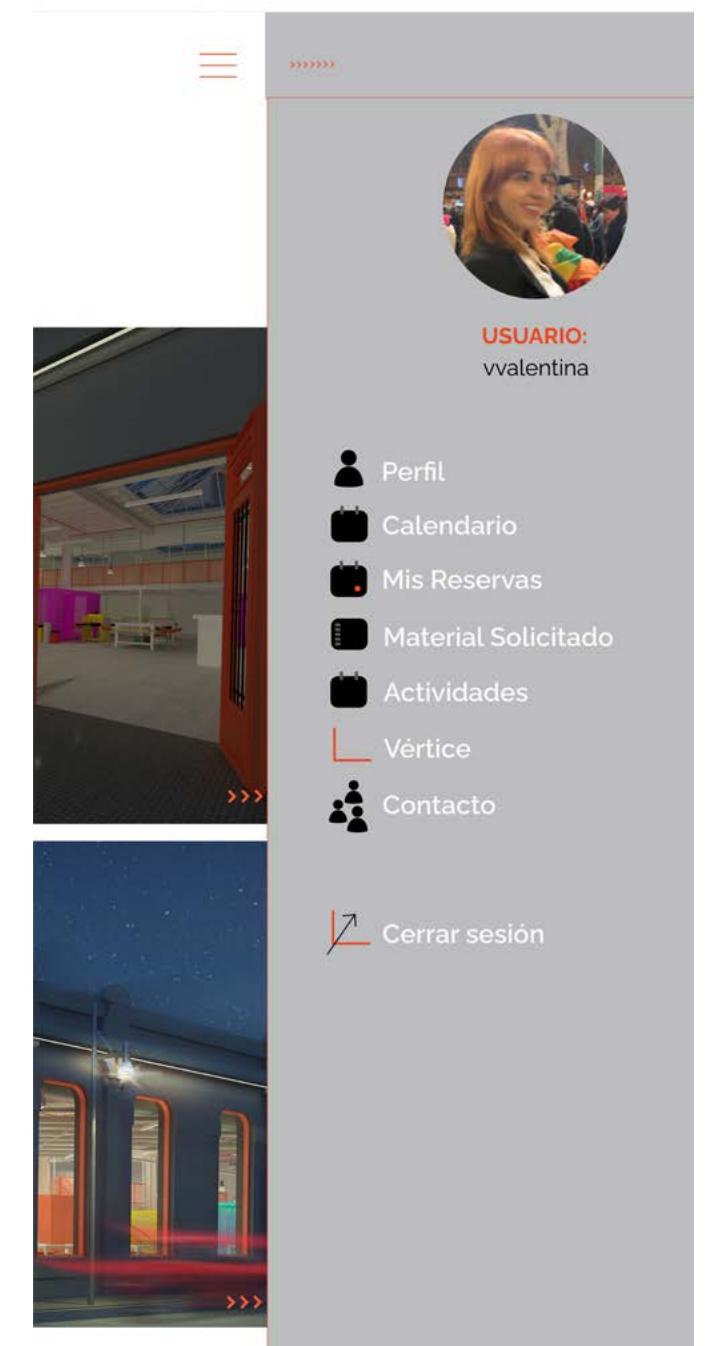 ›››››››
USUARIO:
vvalentina
Perfil
Calendario
Mis Reservas
Material Solicitado
Actividades
Vértice
Contacto
Cerrar sesión
›››
›››